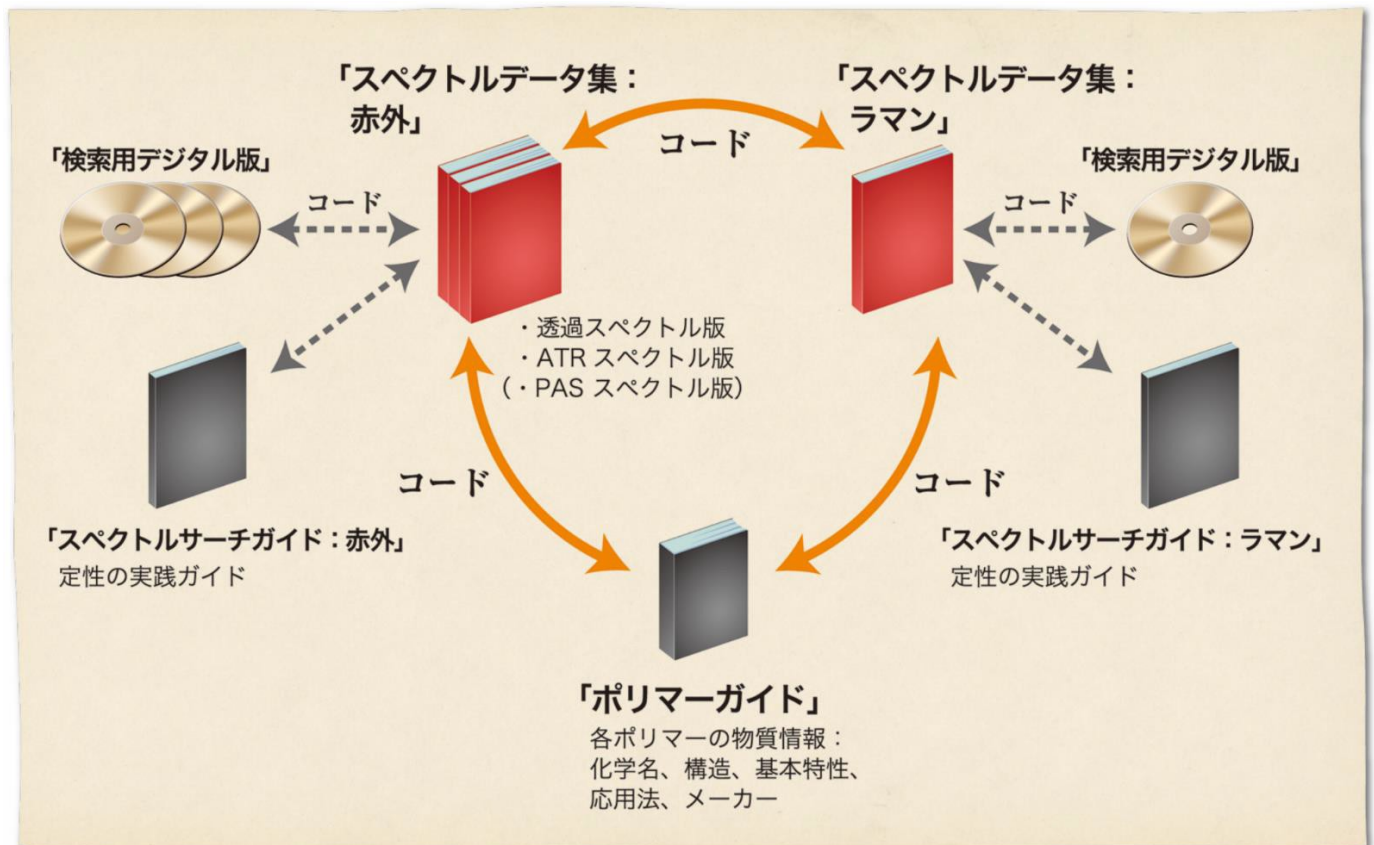 「スペクトルデータ集：
赤外」
「スペクトルデータ集：
ラマン」
コード
「検索用デジタル版」
コード
「検索用デジタル版」
コード
・透過スペクトル版
・ATR スペクトル版
（・PAS スペクトル版）
コード
コード
「スペクトルサーチガイド：赤外」
定性の実践ガイド
「スペクトルサーチガイド：ラマン」
定性の実践ガイド
「ポリマーガイド」
各ポリマーの物質情報：
化学名、構造、基本特性、
応用法、メーカー